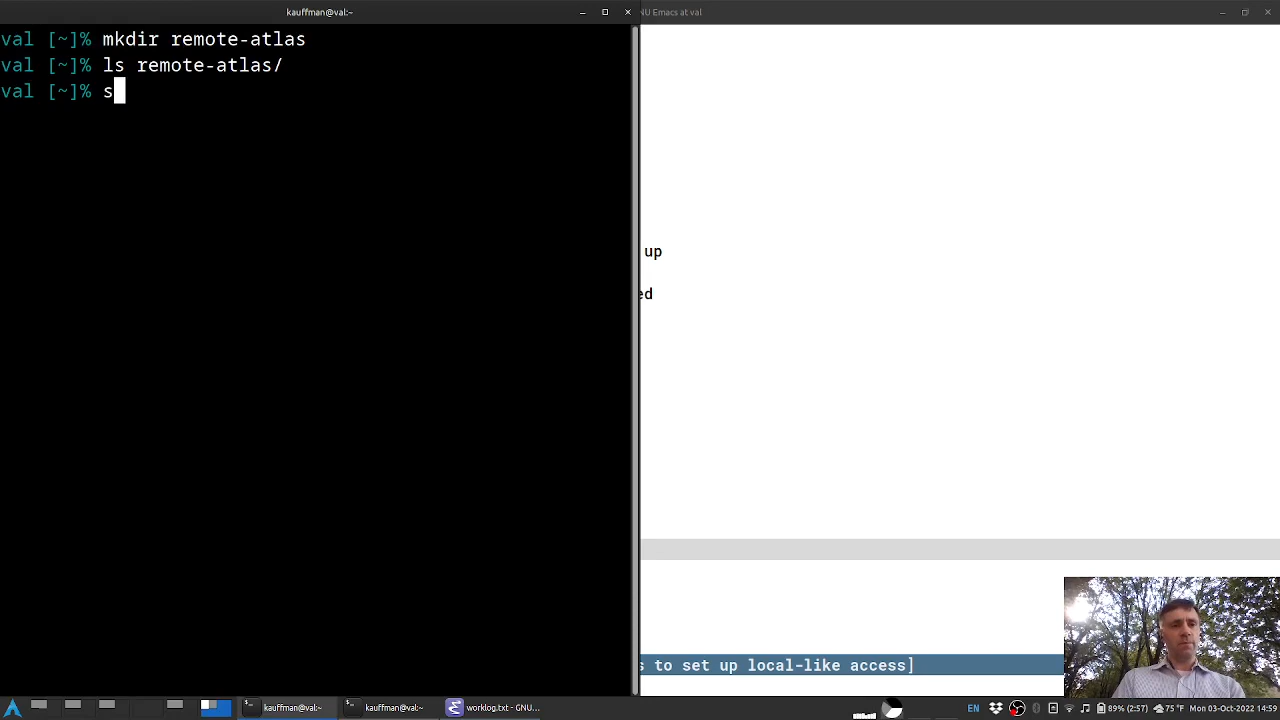 kauffman@val:~
NU Emacs at val
val [~]% mkdir remote-atlas
val [~]% ls remote-atlas/
val [~]% s
up
ed
s to set up local-like access]
kauffman@val:~
kauffman@val:~
worklog.txt - GNU...
EN
89% (2:57)
75 °F
Mon 03-Oct-2022
14:59